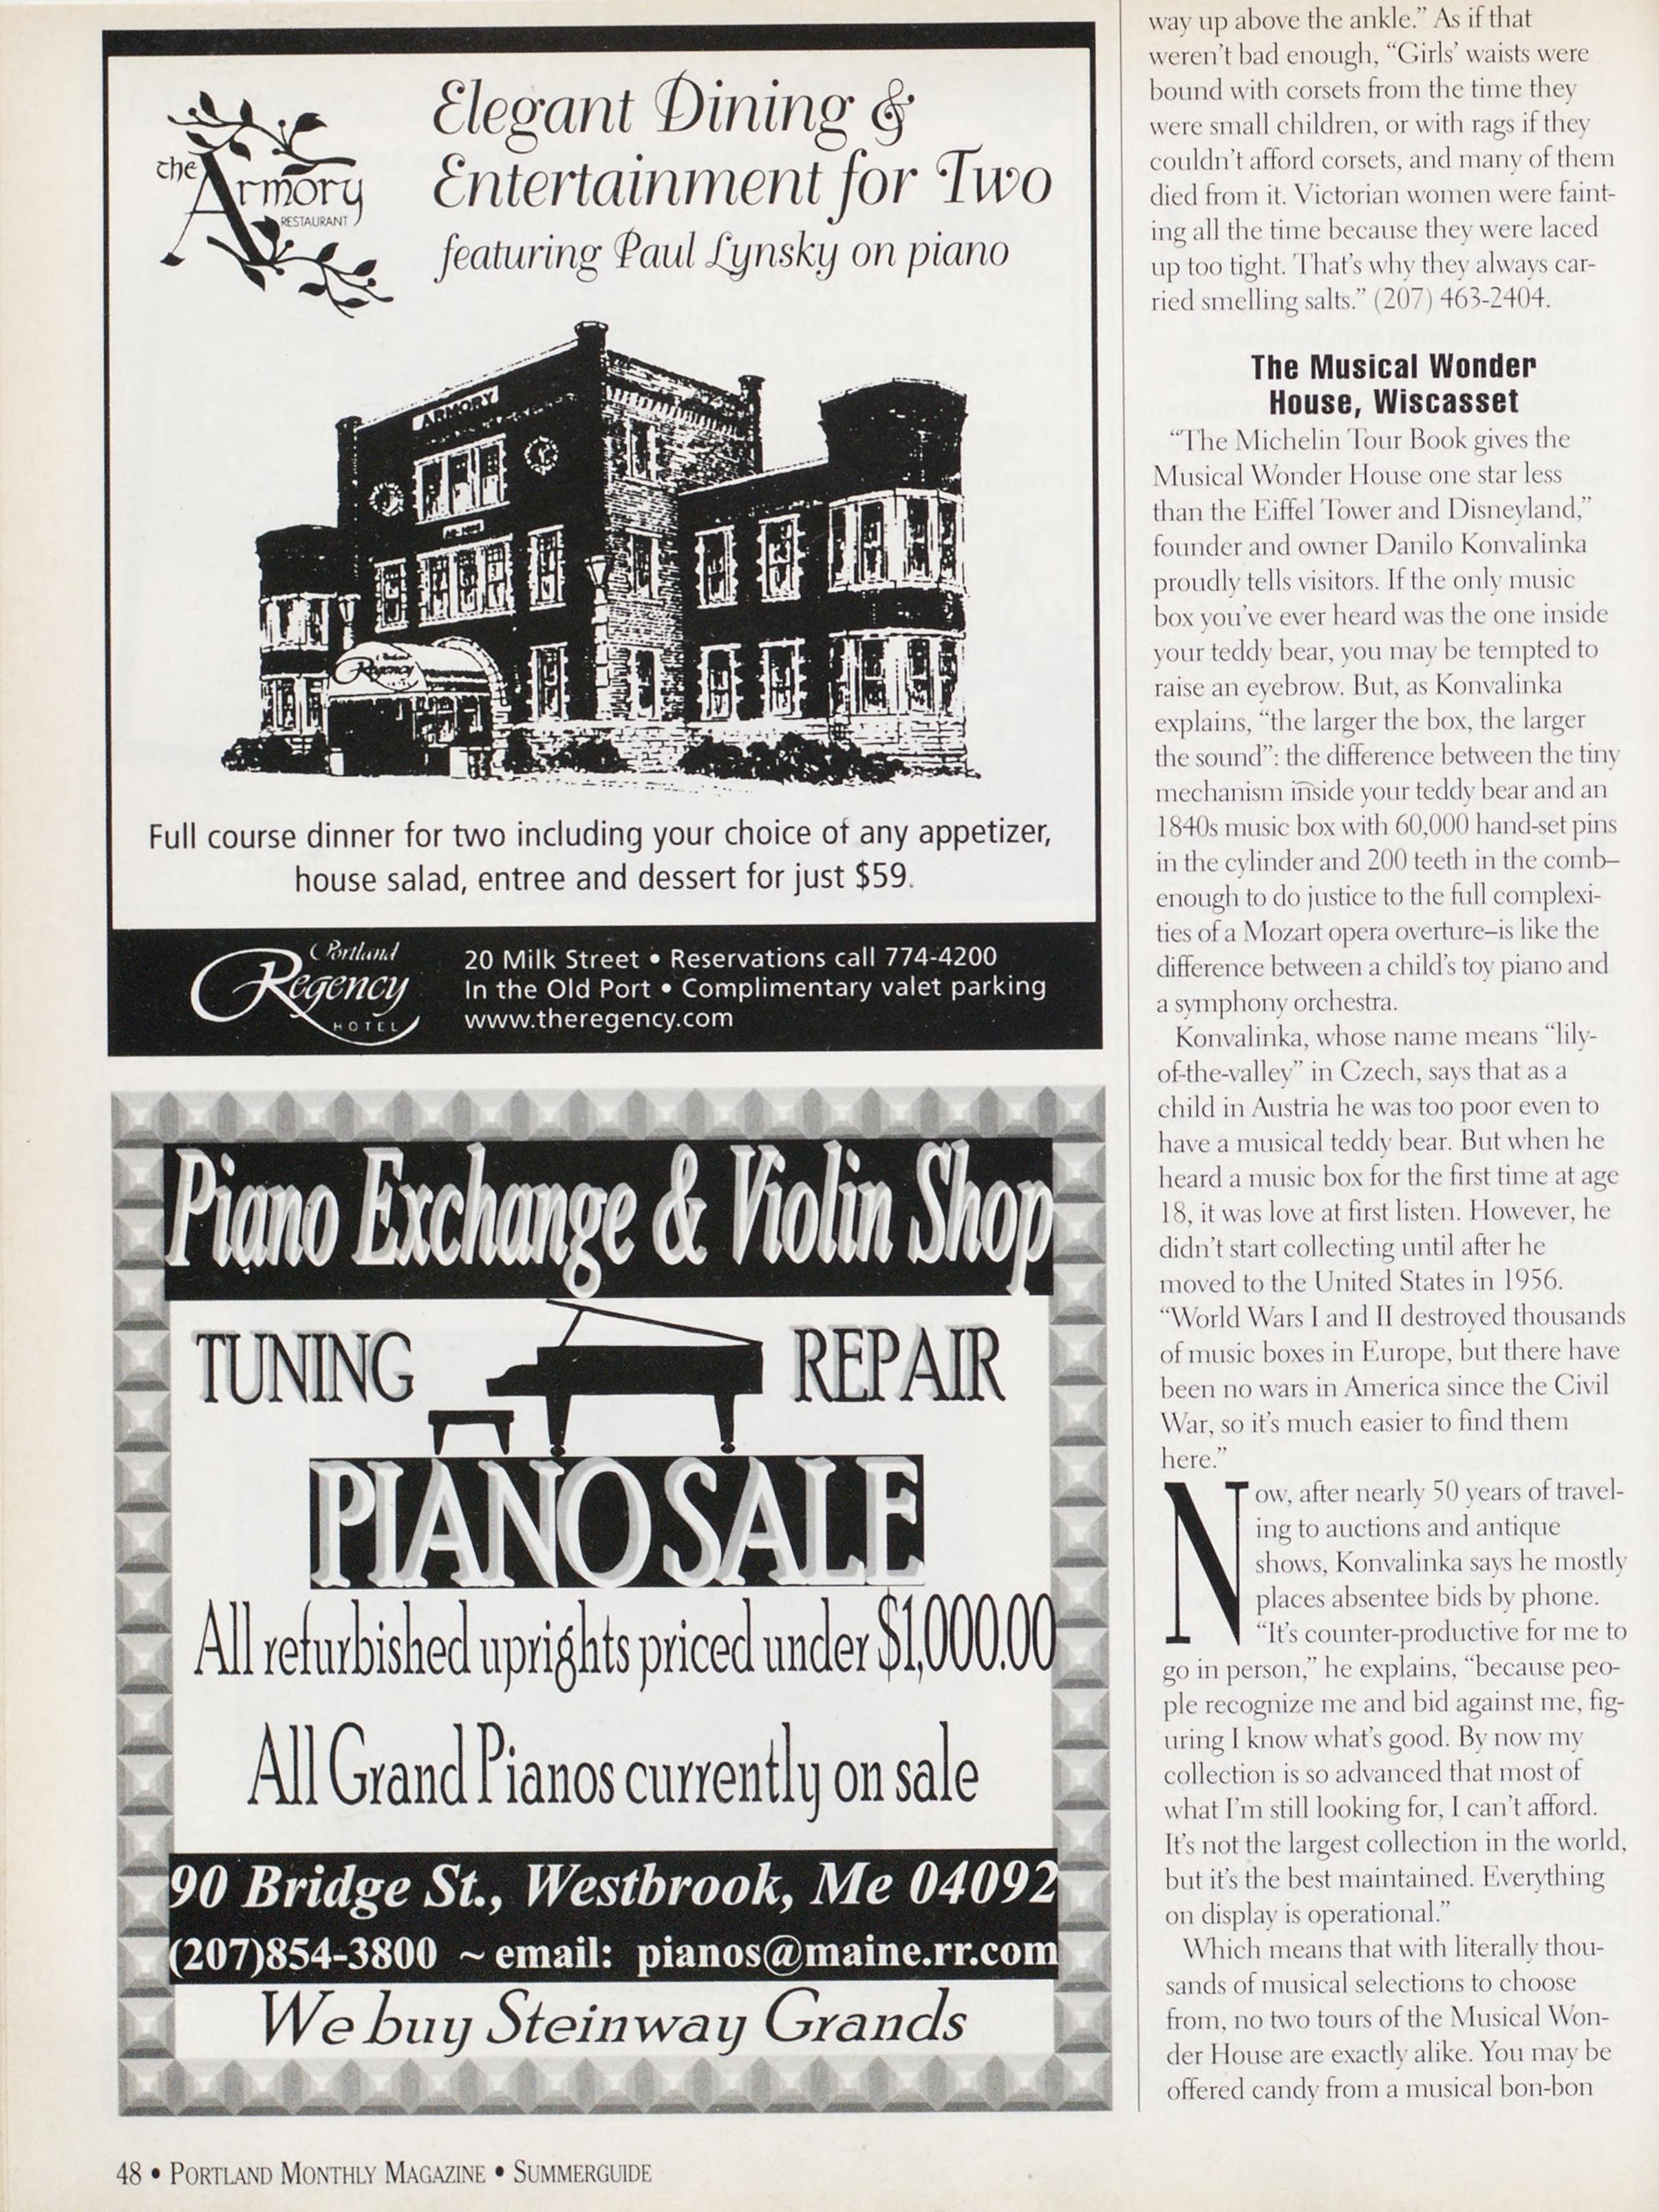 the
Armory
RESTAURANT
Elegant Dining &
Entertainment for Two
featuring Paul Lynsky on piano
ARMORY
Regency
Full course dinner for two including your choice of any appetizer,
house salad, entree and dessert for just $59.
Portland
Regency
HOTEL
20 Milk Street • Reservations call 774-4200
In the Old Port • Complimentary valet parking
www.theregency.com
Piano Exchange & Violin Shop
TUNING REPAIR
PIANO SALE
All refurbished uprights priced under $1,000.00
All Grand Pianos currently on sale
90 Bridge St., Westbrook, Me 04092
(207)854-3800 ~ email: pianos@maine.rr.com
We buy Steinway Grands
way up above the ankle.” As if that
weren’t bad enough, “Girls’ waists were
bound with corsets from the time they
were small children, or with rags if they
couldn’t afford corsets, and many of them
died from it. Victorian women were faint-
ing all the time because they were laced
up too tight. That’s why they always car-
ried smelling salts.” (207) 463-2404.
The Musical Wonder
House, Wiscasset
“The Michelin Tour Book gives the
Musical Wonder House one star less
than the Eiffel Tower and Disneyland,”
founder and owner Danilo Konvalinka
proudly tells visitors. If the only music
box you’ve ever heard was the one inside
your teddy bear, you may be tempted to
raise an eyebrow. But, as Konvalinka
explains, “the larger the box, the larger
the sound”: the difference between the tiny
mechanism inside your teddy bear and an
1840s music box with 60,000 hand-set pins
in the cylinder and 200 teeth in the comb–
enough to do justice to the full complexi-
ties of a Mozart opera overture–is like the
difference between a child’s toy piano and
a symphony orchestra.
Konvalinka, whose name means “lily-
of-the-valley” in Czech, says that as a
child in Austria he was too poor even to
have a musical teddy bear. But when he
heard a music box for the first time at age
18, it was love at first listen. However, he
didn’t start collecting until after he
moved to the United States in 1956.
“World Wars I and II destroyed thousands
of music boxes in Europe, but there have
been no wars in America since the Civil
War, so it’s much easier to find them
here.”
Now, after nearly 50 years of travel-
ing to auctions and antique
shows, Konvalinka says he mostly
places absentee bids by phone.
“It’s counter-productive for me to
go in person,” he explains, “because peo-
ple recognize me and bid against me, fig-
uring I know what’s good. By now my
collection is so advanced that most of
what I’m still looking for, I can’t afford.
It’s not the largest collection in the world,
but it’s the best maintained. Everything
on display is operational.”
Which means that with literally thou-
sands of musical selections to choose
from, no two tours of the Musical Won-
der House are exactly alike. You may be
offered candy from a musical bon-bon
48 • PORTLAND MONTHLY MAGAZINE • SUMMERGUIDE